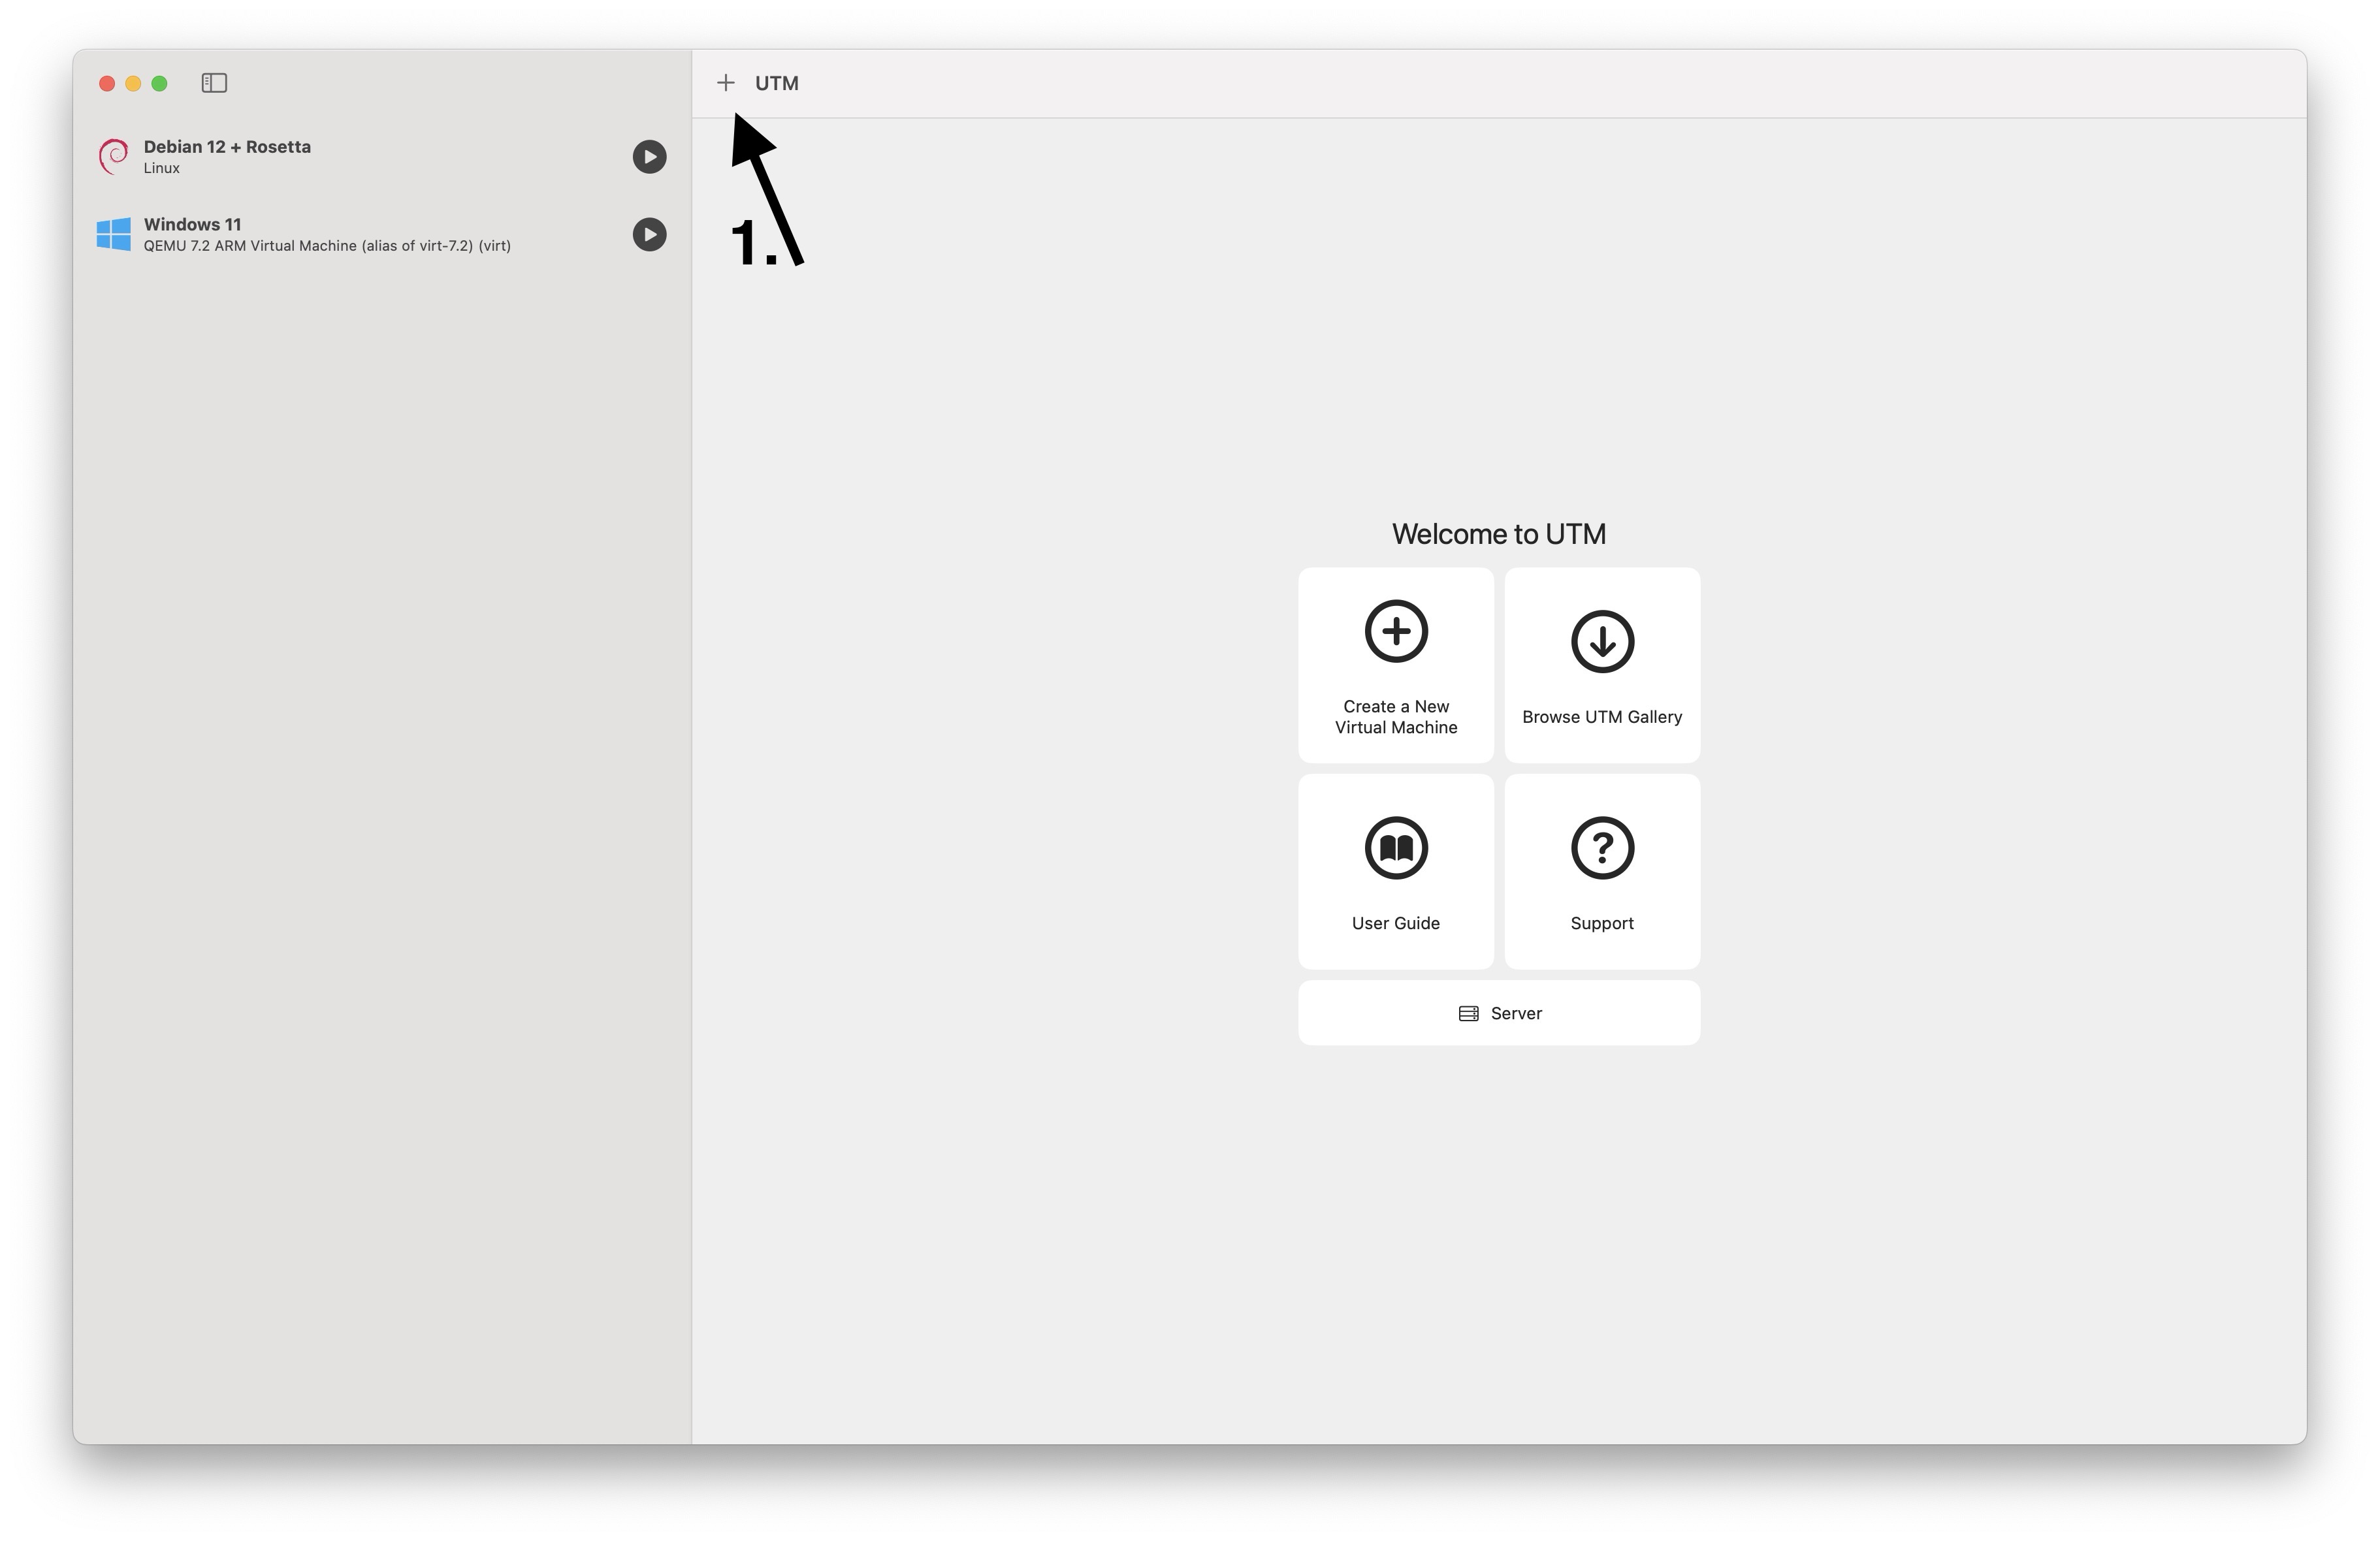 UTM
Debian 12 + Rosetta
Linux
Windows 11
QEMU 7.2 ARM Virtual Machine (alias of virt-7.2) (virt)
1.
Welcome to UTM
Create a New
Virtual Machine
Browse UTM Gallery
User Guide
Support
Server